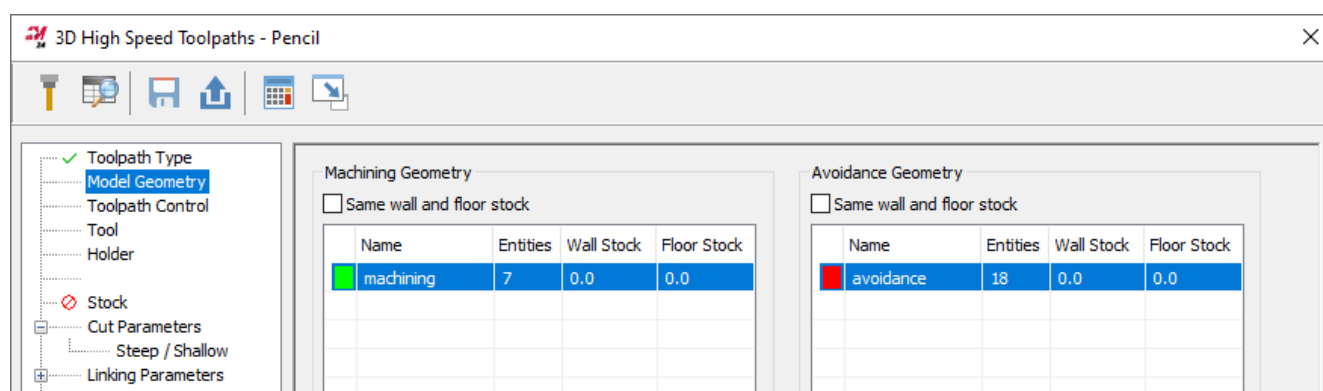 3D High Speed Toolpaths - Pencil
Toolpath Type
Model Geometry
Toolpath Control
Tool
Holder
Stock
Cut Parameters
Steep / Shallow
Linking Parameters
Machining Geometry
Same wall and floor stock
Name Entities Wall Stock Floor Stock
machining 7 0.0 0.0
Avoidance Geometry
Same wall and floor stock
Name Entities Wall Stock Floor Stock
avoidance 18 0.0 0.0